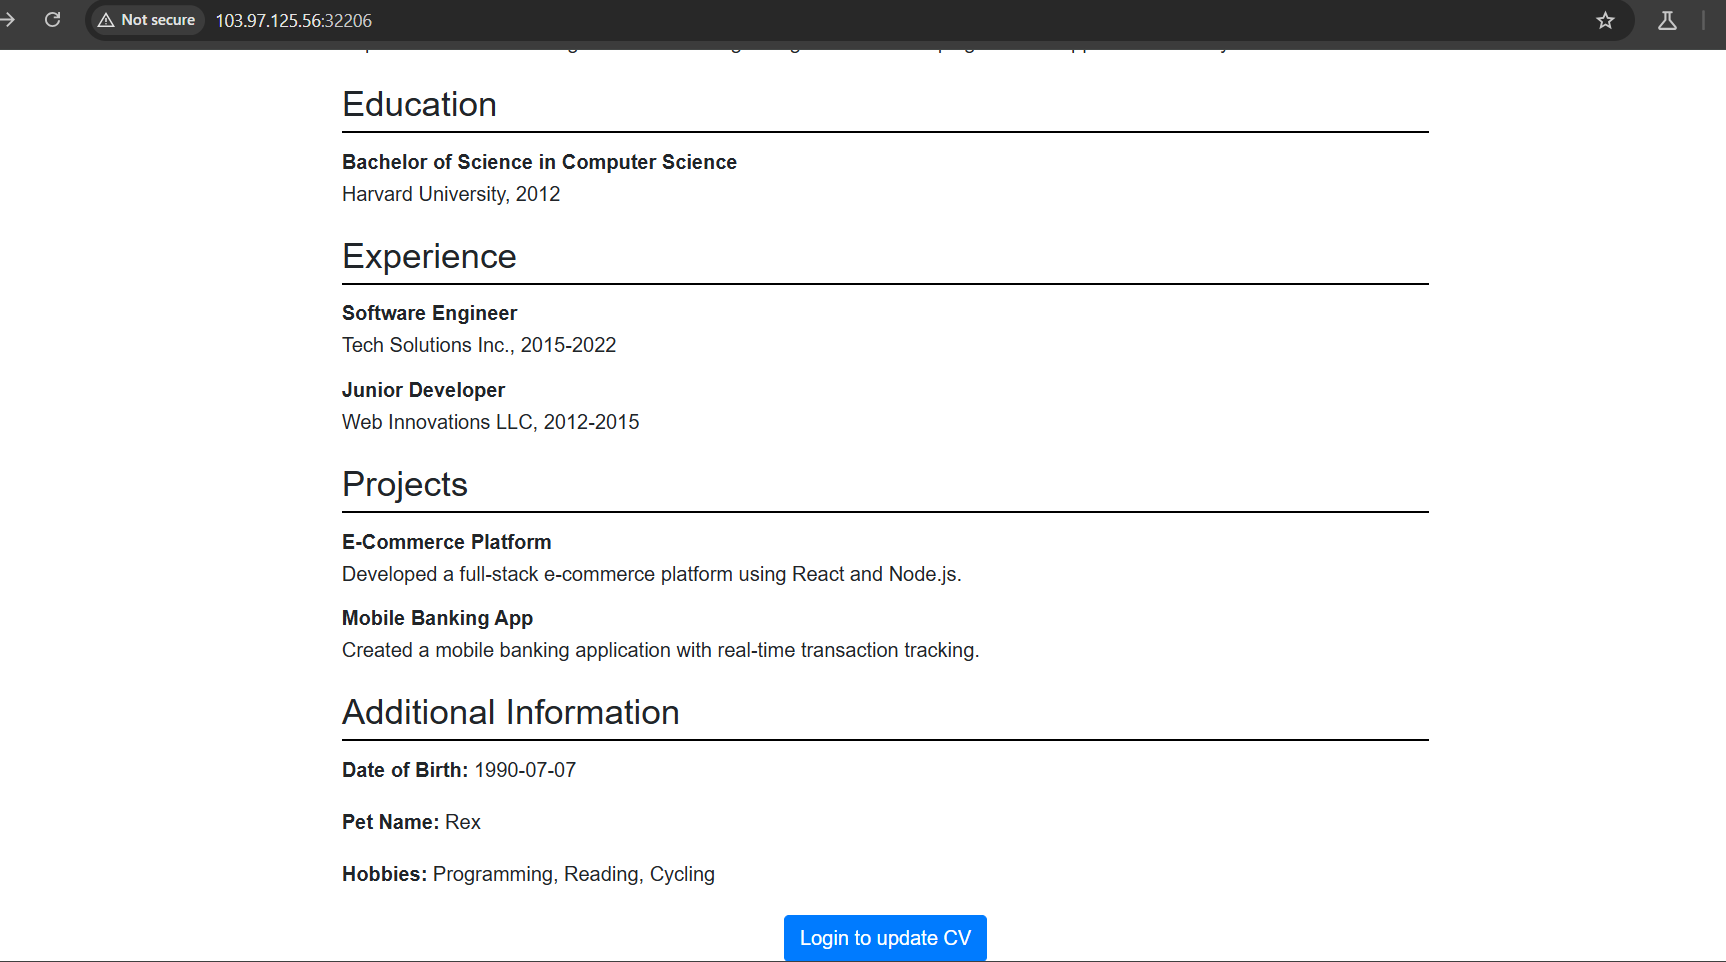 Not secure 103.97.125.56:32206
Education
Bachelor of Science in Computer Science
Harvard University, 2012
Experience
Software Engineer
Tech Solutions Inc., 2015-2022
Junior Developer
Web Innovations LLC, 2012-2015
Projects
E-Commerce Platform
Developed a full-stack e-commerce platform using React and Node.js.
Mobile Banking App
Created a mobile banking application with real-time transaction tracking.
Additional Information
Date of Birth: 1990-07-07
Pet Name: Rex
Hobbies: Programming, Reading, Cycling
Login to update CV